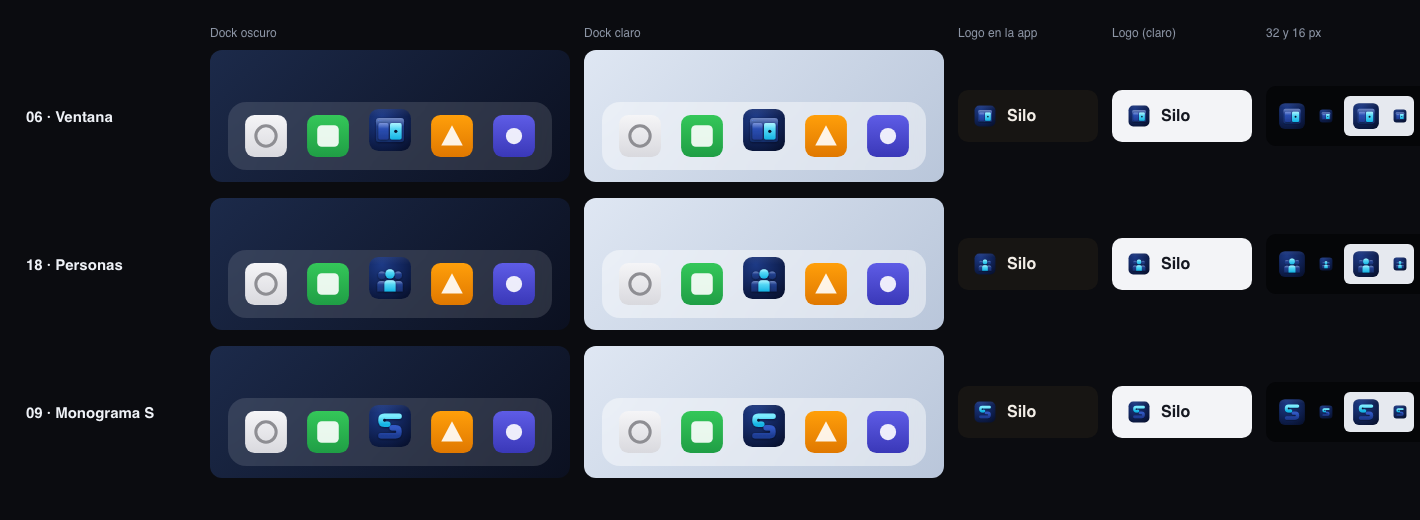 Dock oscuro
Dock claro
Logo en la app
Logo (claro)
32 y 16 px
06 · Ventana
Silo
Silo
18 · Personas
Silo
Silo
09 · Monograma S
Silo
Silo